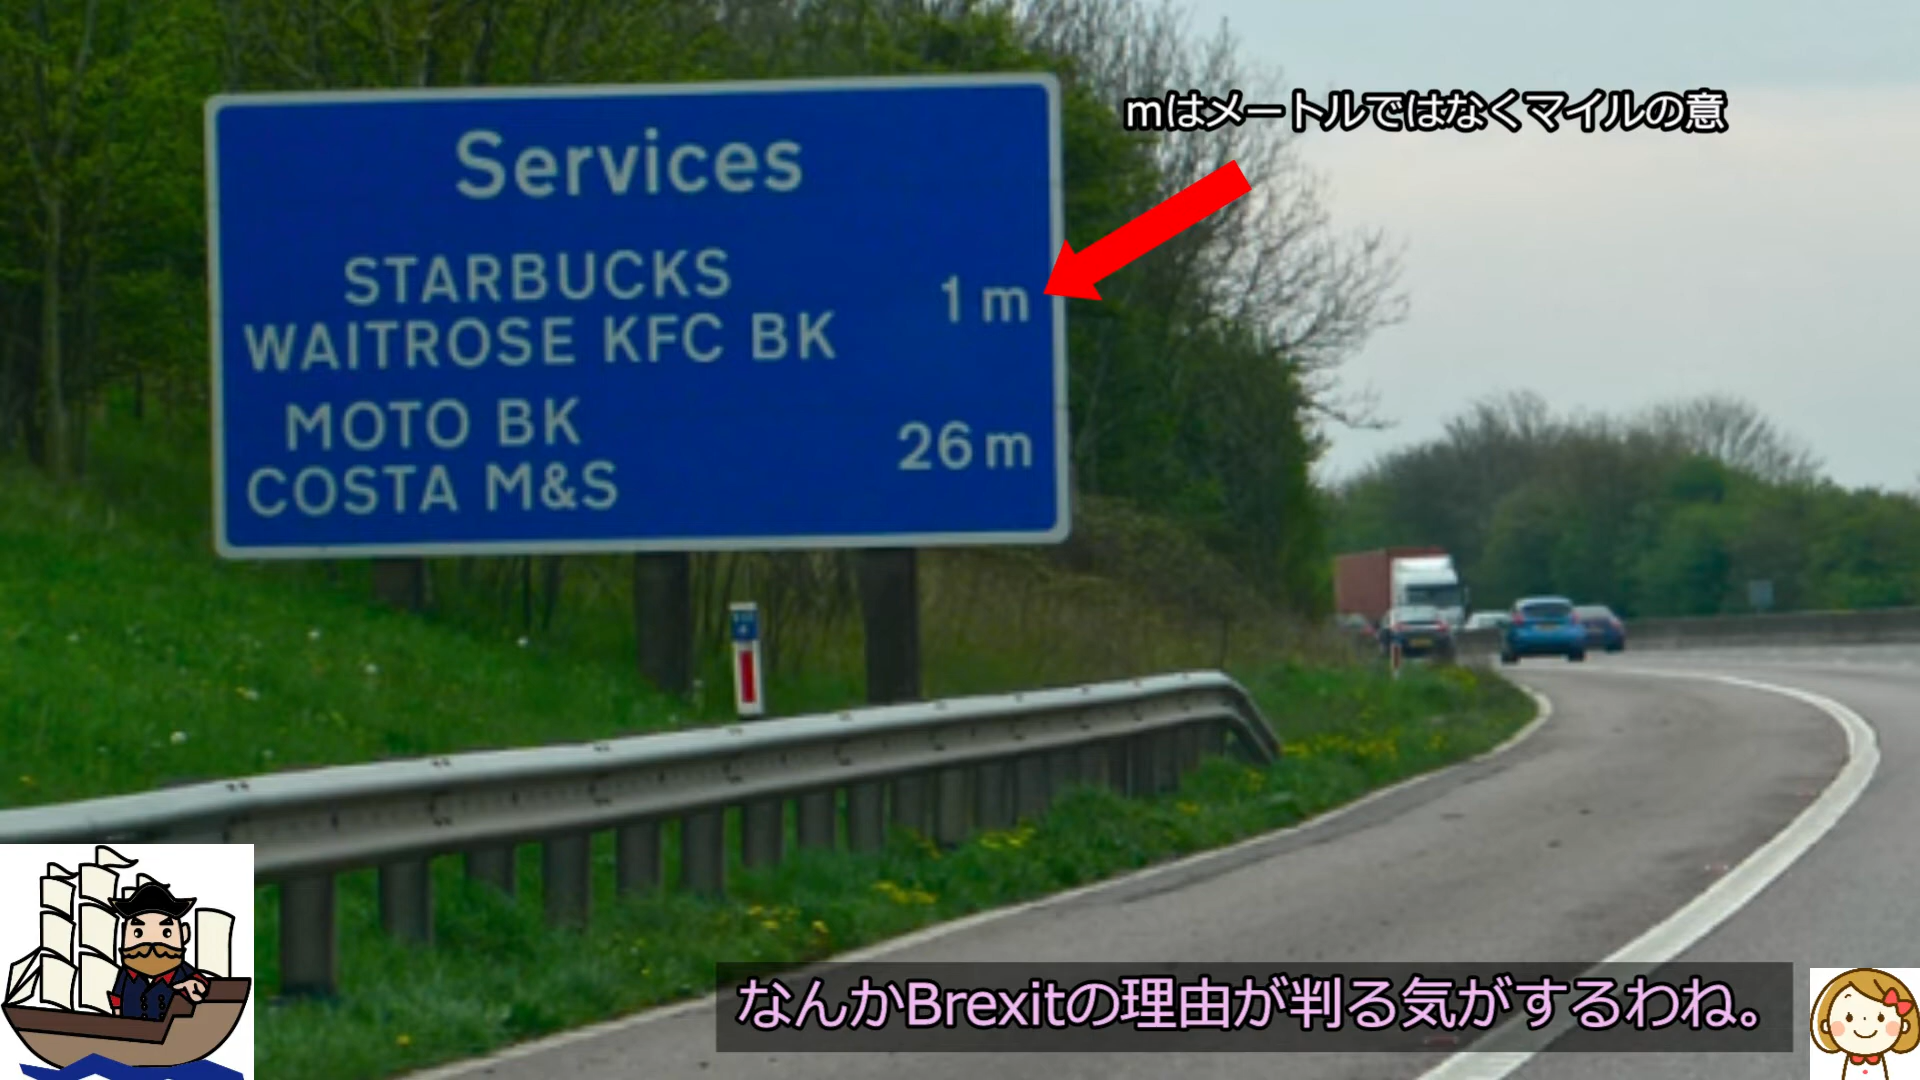 mはメートルではなくマイルの意
Services
STARBUCKS
WAITROSE KFC BK
1 m
MOTO BK
COSTA M&S
26 m
なんかBrexitの理由が判る気がするわね。